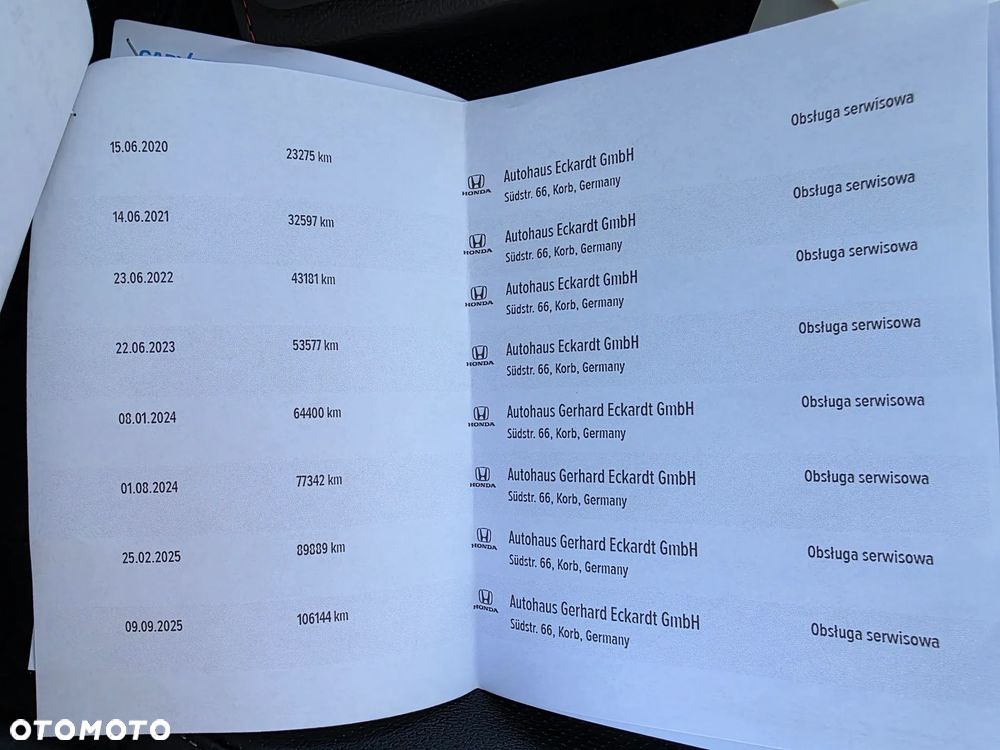 15.06.2020 23275 km HONDA Autohaus Eckardt GmbH Obsługa serwisowa
Südstr. 66, Korb, Germany
14.06.2021 32597 km HONDA Autohaus Eckardt GmbH Obsługa serwisowa
Südstr. 66, Korb, Germany
23.06.2022 43181 km HONDA Autohaus Eckardt GmbH Obsługa serwisowa
Südstr. 66, Korb, Germany
22.06.2023 53577 km HONDA Autohaus Eckardt GmbH Obsługa serwisowa
Südstr. 66, Korb, Germany
08.01.2024 64400 km HONDA Autohaus Gerhard Eckardt GmbH Obsługa serwisowa
Südstr. 66, Korb, Germany
01.08.2024 77342 km HONDA Autohaus Gerhard Eckardt GmbH Obsługa serwisowa
Südstr. 66, Korb, Germany
25.02.2025 89889 km HONDA Autohaus Gerhard Eckardt GmbH Obsługa serwisowa
Südstr. 66, Korb, Germany
09.09.2025 106144 km HONDA Autohaus Gerhard Eckardt GmbH Obsługa serwisowa
Südstr. 66, Korb, Germany
OTOMOTO